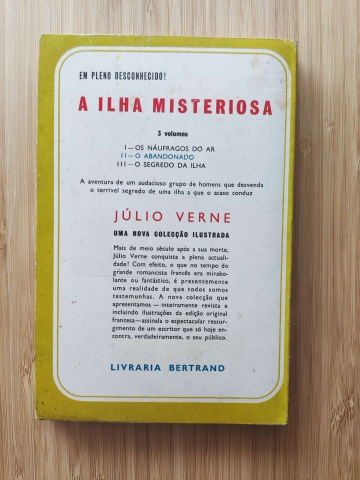 EM PLENO DESCONHECIDO!
A ILHA MISTERIOSA
3 volumes
I—OS NÁUFRAGOS DO AR
II—O ABANDONADO
III—O SEGREDO DA ILHA
A aventura de um audacioso grupo de homens que desvenda
o terrível segredo de uma ilha a que o acaso conduz
JÚLIO VERNE
UMA NOVA COLECÇÃO ILUSTRADA
Mais de meio século após a sua morte,
Júlio Verne conquista a plena actuali-
dade! Com efeito, o que no tempo do
grande romancista francês era mirabo-
lante ou fantástico, é presentemente
uma realidade de que todos somos
testemunhas. A nova colecção que
apresentamos — inteiramente revista e
incluindo ilustrações da edição original
francesa—assinala o espectacular ressur-
gimento de um escritor que só hoje en-
contra, verdadeiramente, o seu público.
LIVRARIA BERTRAND